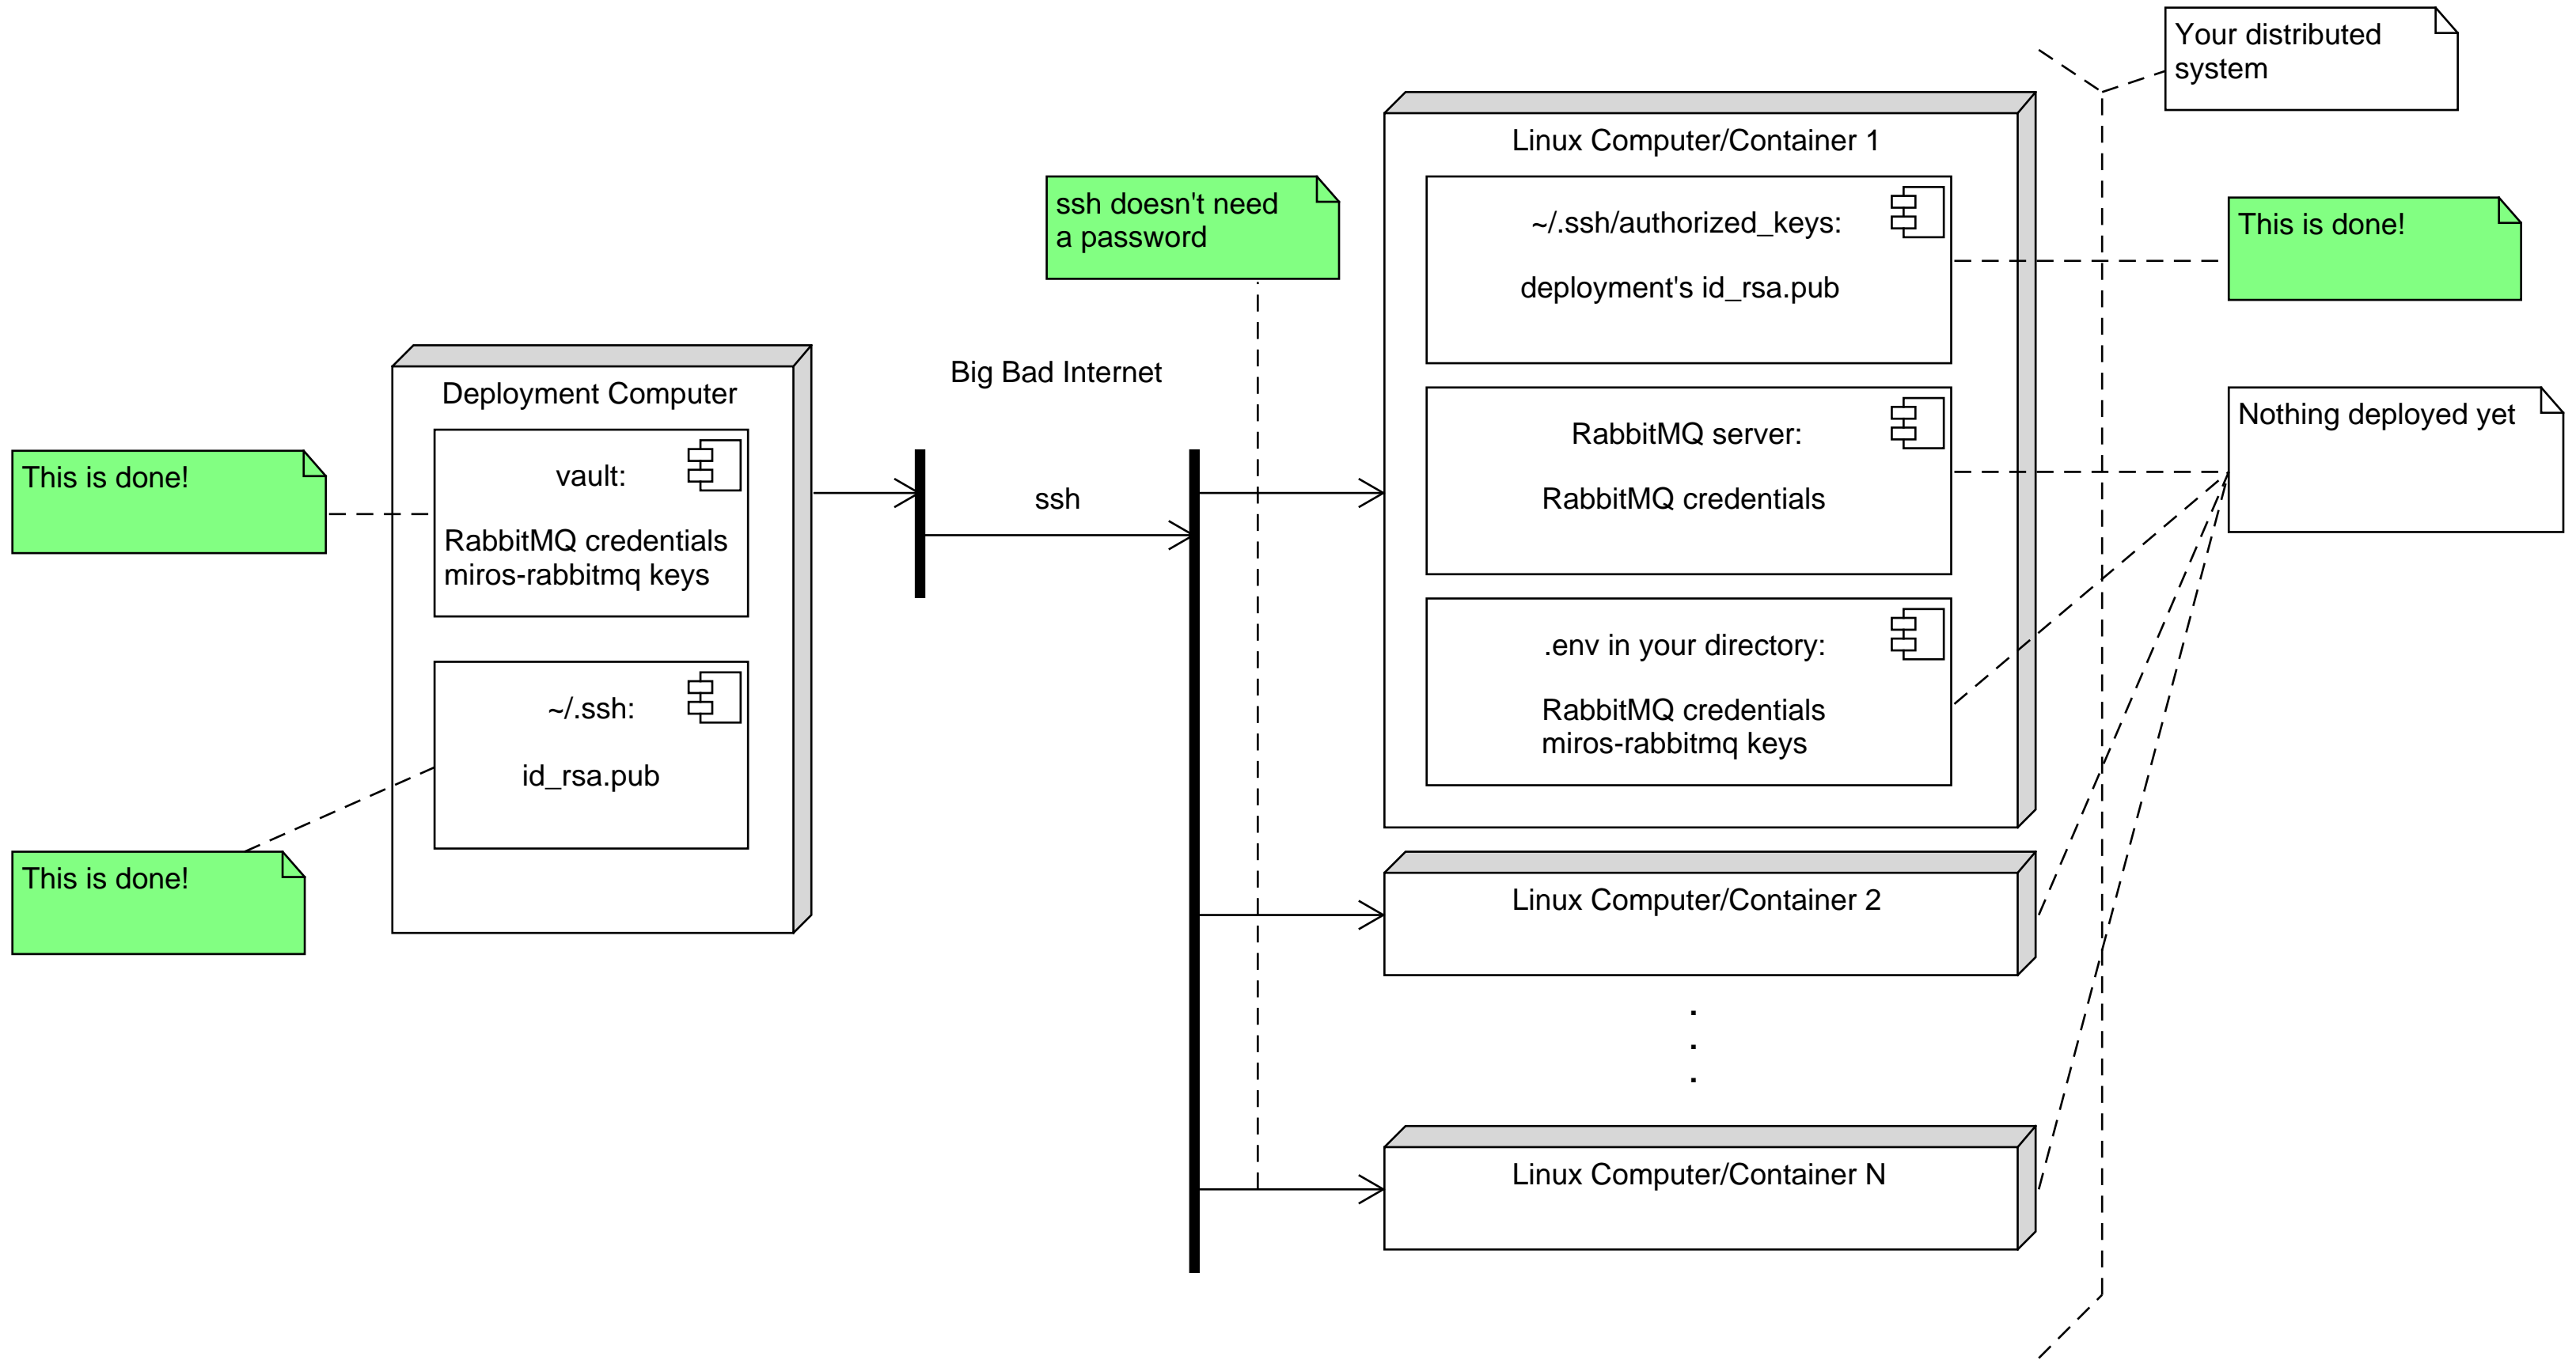 Your distributed
system
Linux Computer/Container 1
ssh doesn't need
a password
~/.ssh/authorized_keys:
deployment's id_rsa.pub
This is done!
Big Bad Internet
Deployment Computer
Nothing deployed yet
RabbitMQ server:
RabbitMQ credentials
This is done!
vault:
RabbitMQ credentials
miros-rabbitmq keys
ssh
.env in your directory:
RabbitMQ credentials
miros-rabbitmq keys
~/.ssh:
id_rsa.pub
This is done!
Linux Computer/Container 2
.
.
.
Linux Computer/Container N